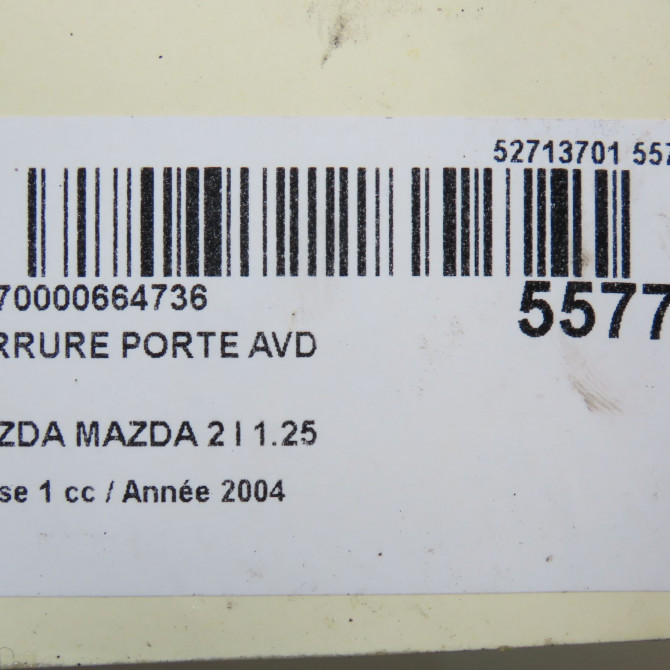 52713701 557
70000664736
5577
RRURE PORTE AVD
ZDA MAZDA 2 I 1.25
se 1 cc / Année 2004